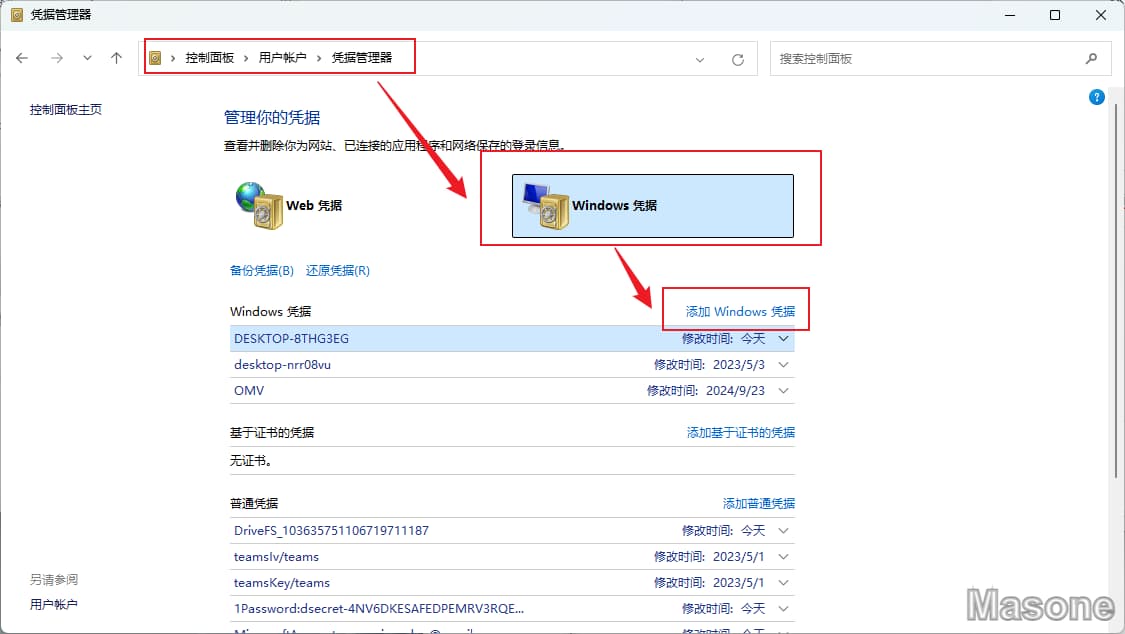 凭据管理器
控制面板 › 用户帐户 › 凭据管理器
搜索控制面板
控制面板主页
管理你的凭据
查看并删除你为网站、已连接的应用程序和网络保存的登录信息。
Web 凭据
Windows 凭据
备份凭据(B) 还原凭据(R)
Windows 凭据 添加 Windows 凭据
DESKTOP-8THG3EG 修改时间: 今天
desktop-nrr08vu 修改时间: 2023/5/3
OMV 修改时间: 2024/9/23
基于证书的凭据 添加基于证书的凭据
无证书。
普通凭据 添加普通凭据
DriveFS_103635751106719711187 修改时间: 今天
teamsIv/teams 修改时间: 2023/5/1
teamsKey/teams 修改时间: 2023/5/1
1Password:dsecret-4NV6DKESAFEDPEMRV3RQE... 修改时间: 今天
修改时间: 今天
另请参阅
用户帐户
Masone